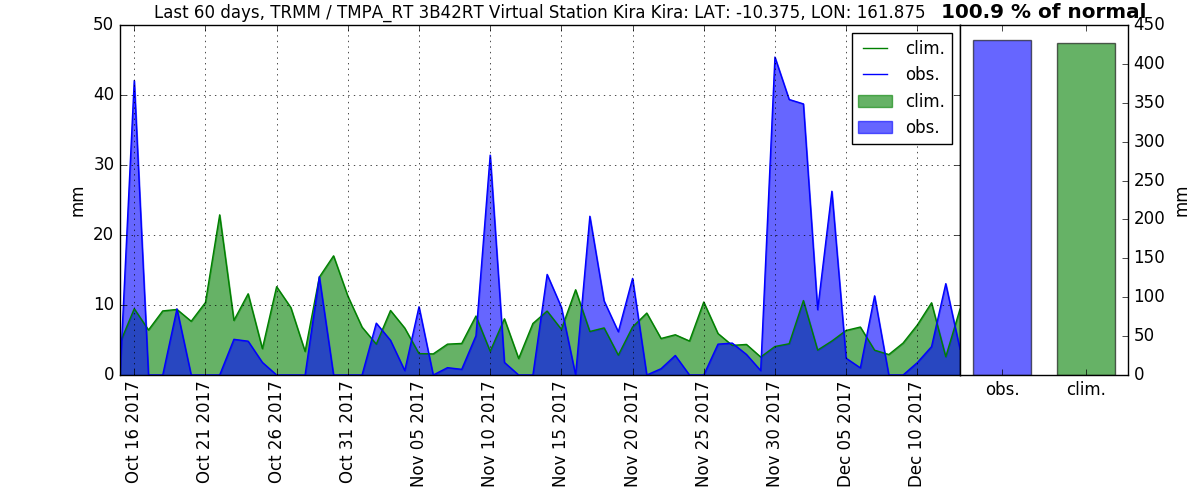 Last 60 days, TRMM / TMPA_RT 3B42RT Virtual Station Kira Kira: LAT: -10.375, LON: 161.875
100.9 % of normal
50
40
30
20
10
0
mm
clim.
obs.
clim.
obs.
450
400
350
300
250
200
150
100
50
0
mm
obs.
clim.
Oct 16 2017
Oct 21 2017
Oct 26 2017
Oct 31 2017
Nov 05 2017
Nov 10 2017
Nov 15 2017
Nov 20 2017
Nov 25 2017
Nov 30 2017
Dec 05 2017
Dec 10 2017